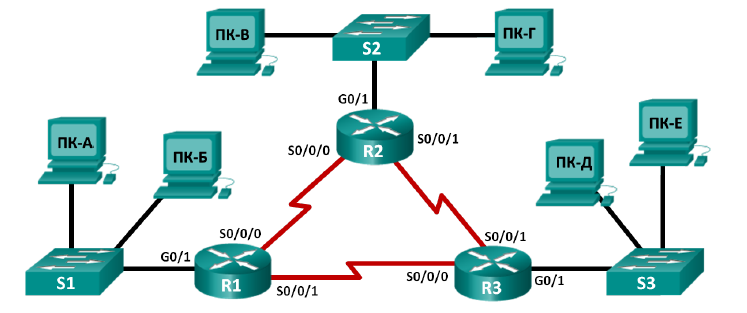 ПК-В
S2
ПК-Г
G0/1
ПК-А
ПК-Б
S0/0/0
R2
S0/0/1
ПК-Д
ПК-Е
S1
G0/1
S0/0/0
R1
S0/0/1
S0/0/0
S0/0/1
R3
G0/1
S3